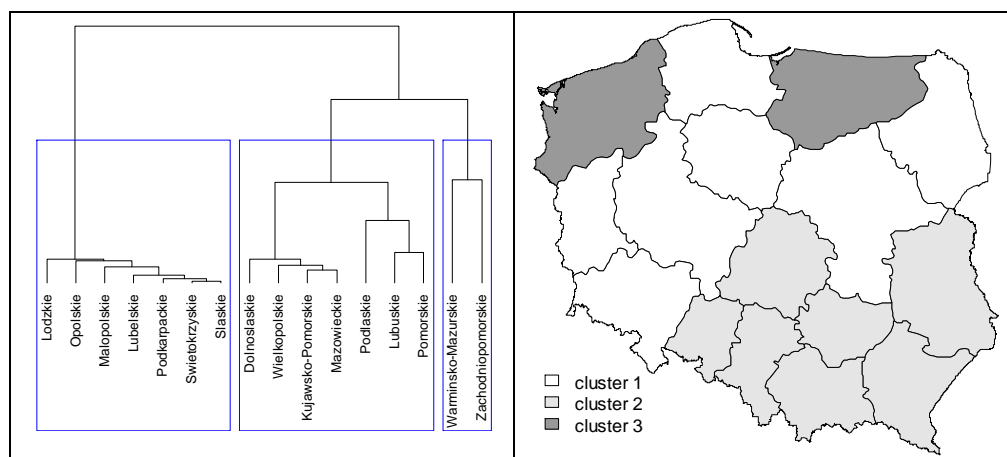 Lodzkie
Opolskie
Malopolskie
Lubelskie
Podkarpackie
Swietokrzyskie
Slaskie
Dolnoslaskie
Wielkopolskie
Kujawsko-Pomorskie
Mazowieckie
Podlaskie
Lubuskie
Pomorskie
Warminsko-Mazurskie
Zachodniopomorskie
cluster 1
cluster 2
cluster 3